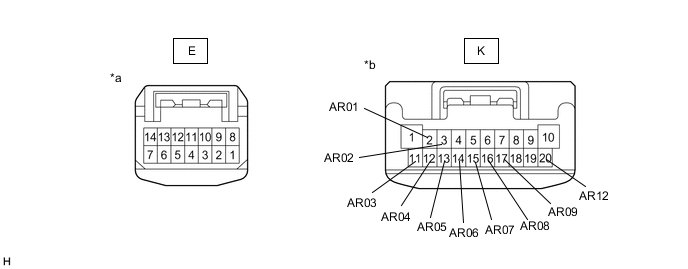 E
K
*a
*b
AR01
1 2 3 4 5 6 7 8 9 10
14 13 12 11 10 9 8
AR02
7 6 5 4 3 2 1
11 12 13 14 15 16 17 18 19 20
AR03
AR04
AR05
AR06
AR07
AR08
AR09
AR12
H